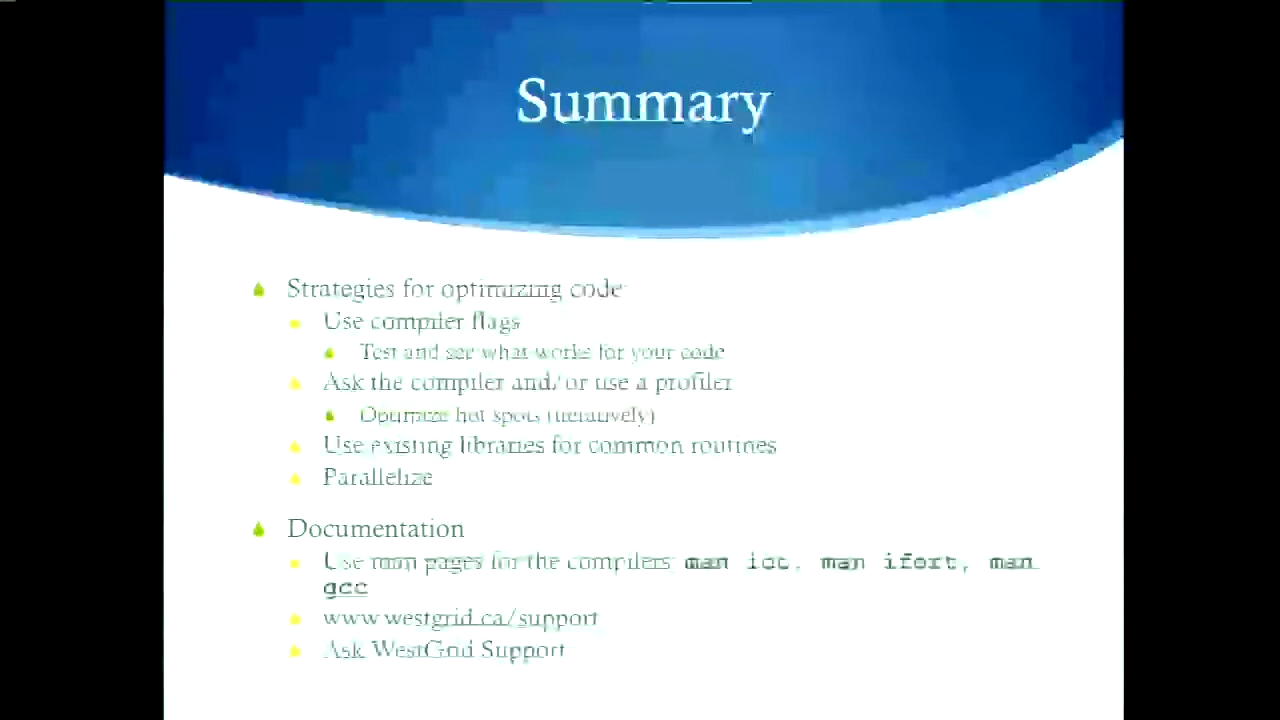 Summary
Strategies for optimizing code
Use compiler flags
Test and see what works for your code
Ask the compiler and/or use a profiler
Optimize hot spots (iteratively)
Use existing libraries for common routines
Parallelize
Documentation
Use man pages for the compilers man icc, man ifort, man
gcc
www.westgrid.ca/support
Ask WestGrid Support